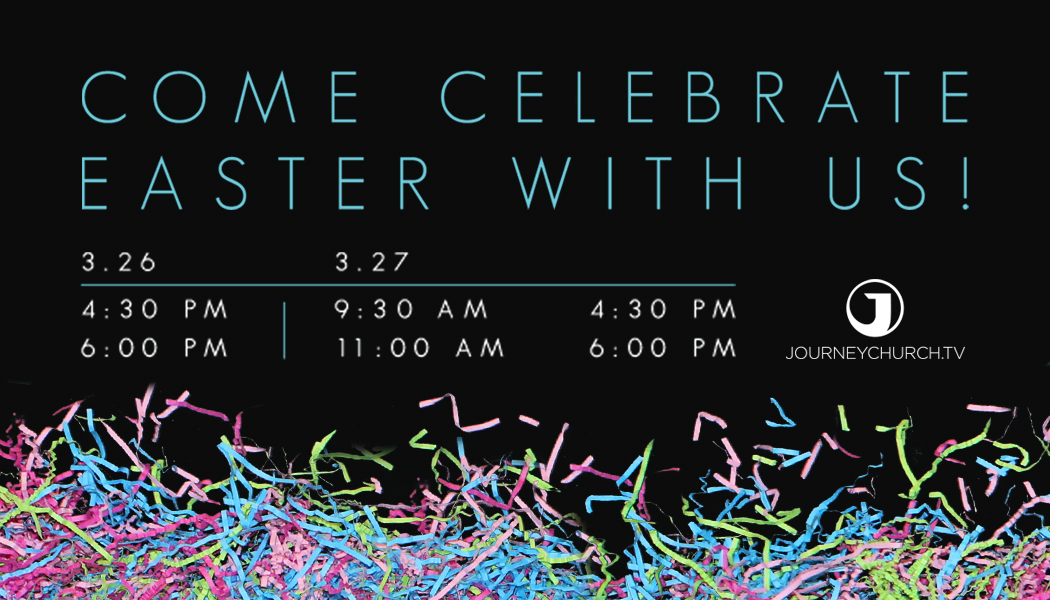 COME CELEBRATE
EASTER WITH US!
3.26 3.27
4:30 PM 9:30 AM 4:30 PM
6:00 PM 11:00 AM 6:00 PM
J
JOURNEYCHURCH.TV